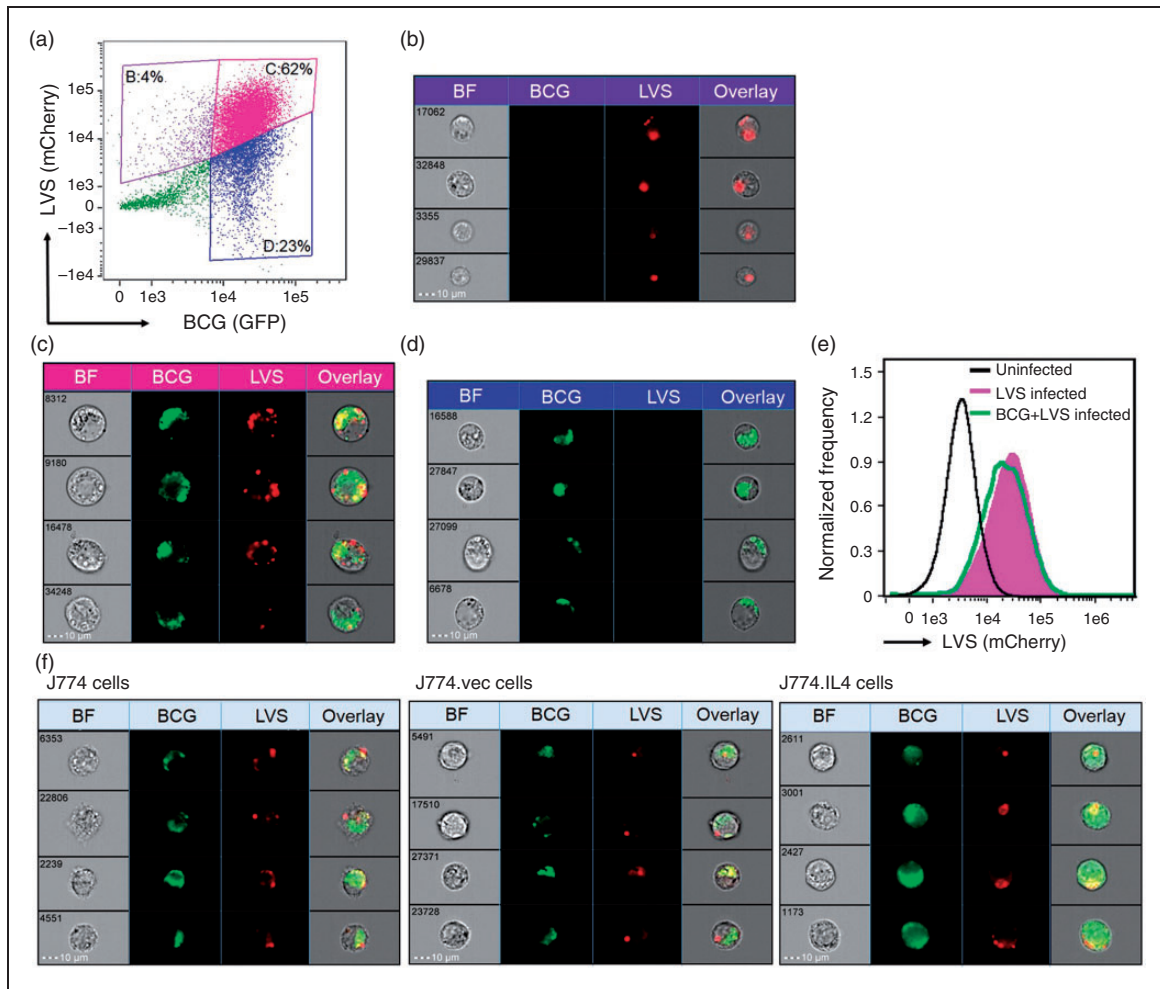 (a)
LVS (mCherry)
1e5
1e4
1e3
0
−1e3
−1e4
B:4%
C:62%
D:23%
0 1e3 1e4 1e5
BCG (GFP)
(b)
BF BCG LVS Overlay
17062
32848
3355
29837
10 µm
(c)
BF BCG LVS Overlay
8312
9180
16478
34248
10 µm
(d)
BF BCG LVS Overlay
16588
27847
27099
6678
10 µm
(e)
Uninfected
LVS infected
BCG+LVS infected
Normalized frequency
1.5
1.2
0.9
0.6
0.3
0
0 1e3 1e4 1e5 1e6
LVS (mCherry)
(f)
J774 cells
BF BCG LVS Overlay
6353
22806
2239
4551
10 µm
J774.vec cells
BF BCG LVS Overlay
5491
17510
27371
23728
10 µm
J774.IL4 cells
BF BCG LVS Overlay
2611
3001
2427
1173
10 µm